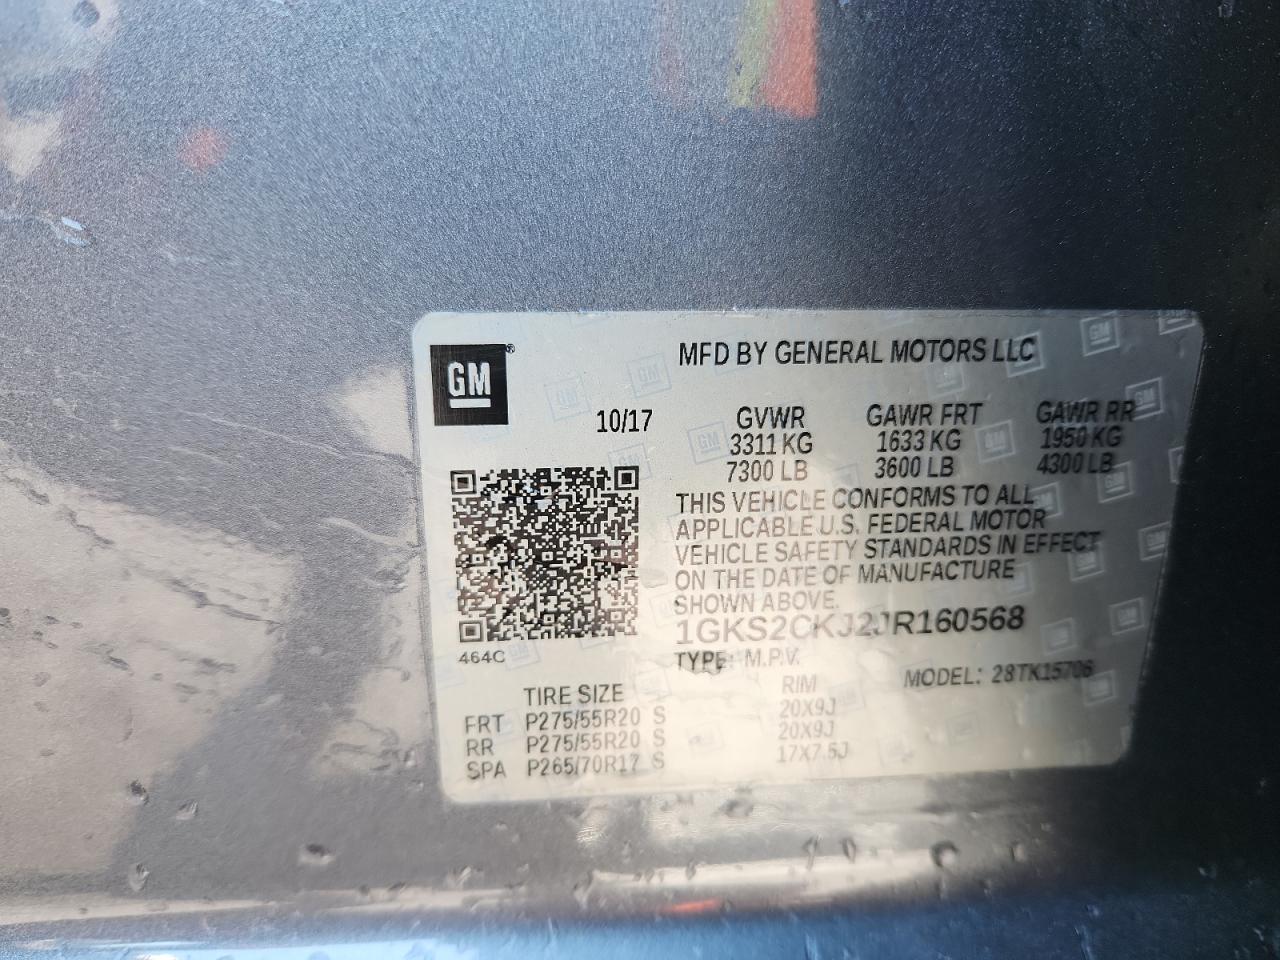 GM®
MFD BY GENERAL MOTORS LLC
10/17 GVWR GAWR FRT GAWR RR
3311 KG 1633 KG 1950 KG
7300 LB 3600 LB 4300 LB
THIS VEHICLE CONFORMS TO ALL
APPLICABLE U.S. FEDERAL MOTOR
VEHICLE SAFETY STANDARDS IN EFFECT
ON THE DATE OF MANUFACTURE
SHOWN ABOVE.
1GKS2CKJ2JR160568
464C
TYPE: M.P.V. MODEL: 28TK15706
TIRE SIZE RIM
FRT P275/55R20 S 20X9J
RR P275/55R20 S 20X9J
SPA P265/70R17 S 17X7.5J